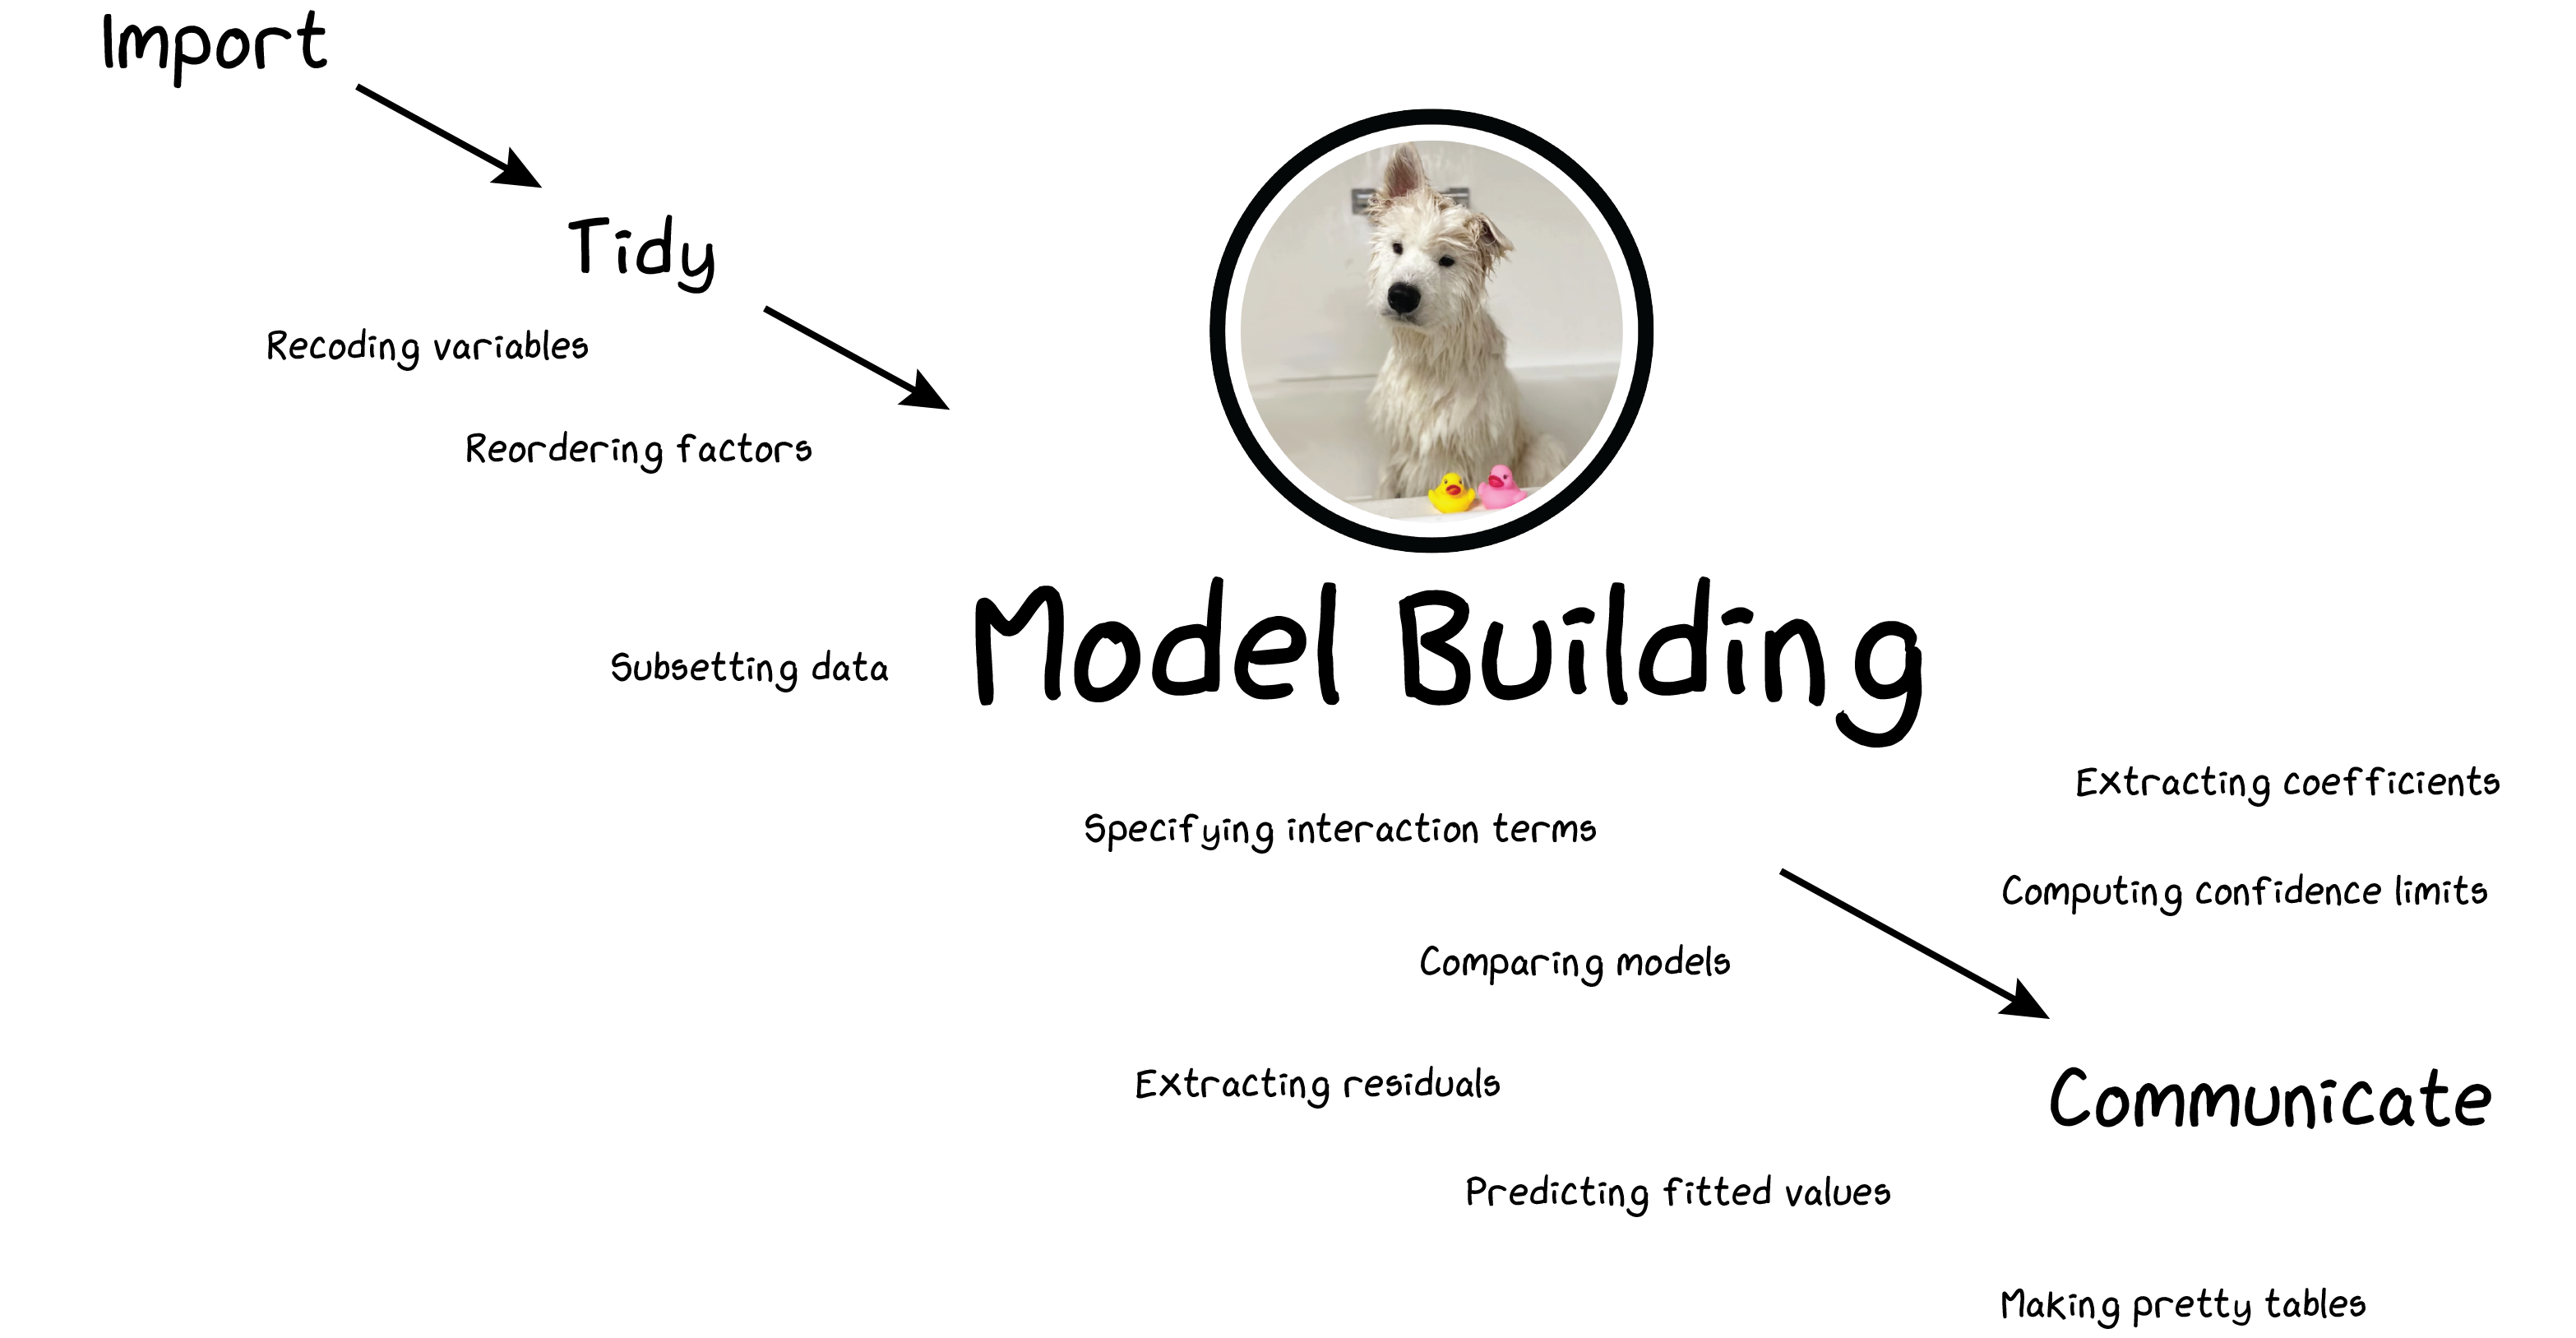 Import
Tidy
Recoding variables
Reordering factors
Subsetting data
Model Building
Specifying interaction terms
Comparing models
Extracting residuals
Predicting fitted values
Extracting coefficients
Computing confidence limits
Communicate
Making pretty tables